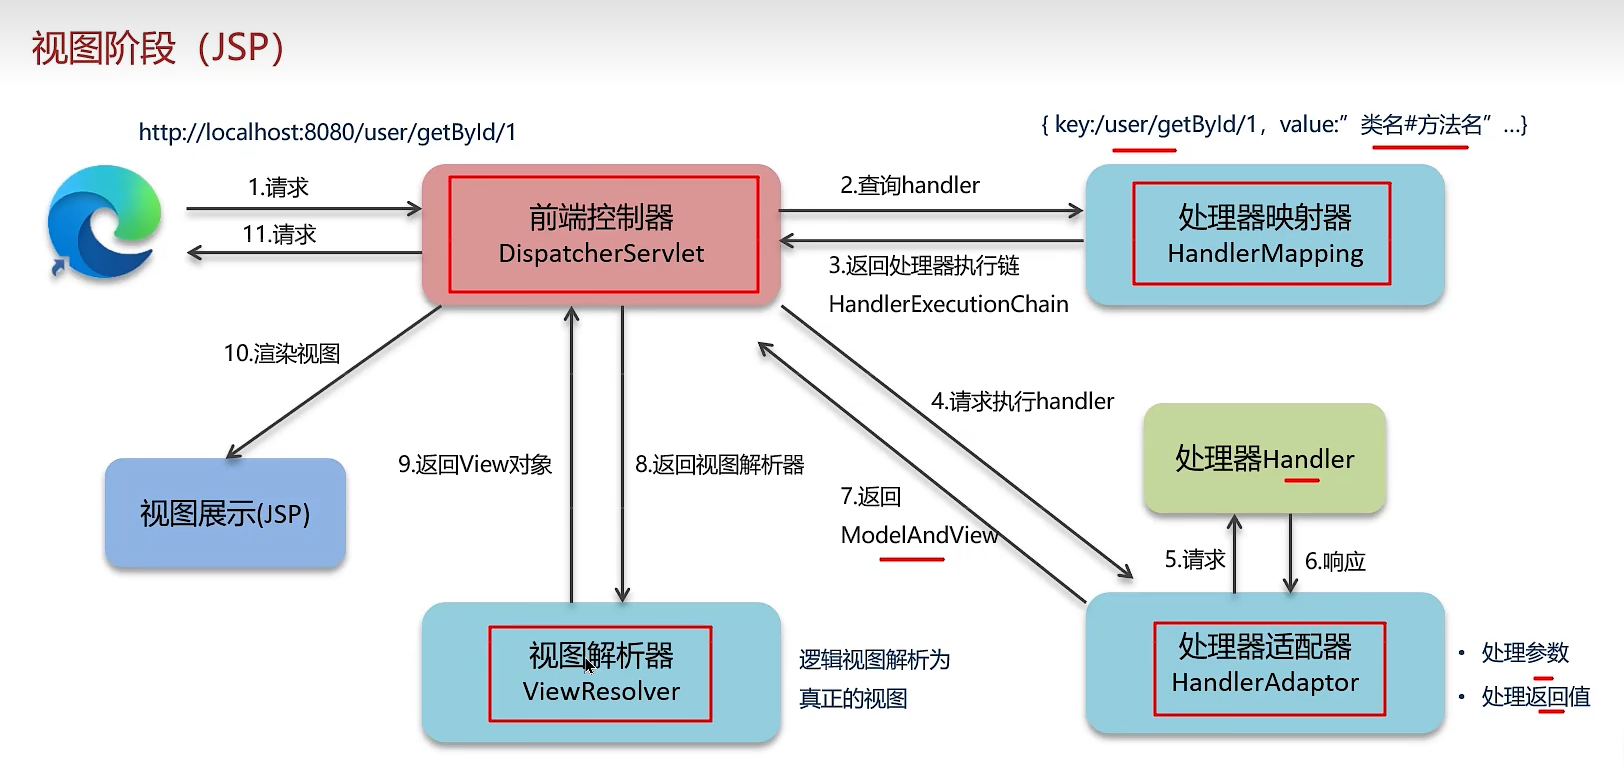 视图阶段（JSP）
http://localhost:8080/user/getById/1
{ key:/user/getById/1，value:”类名#方法名” ...}
1.请求
11.请求
前端控制器
DispatcherServlet
2.查询handler
3.返回处理器执行链
HandlerExecutionChain
处理器映射器
HandlerMapping
10.渲染视图
4.请求执行handler
处理器Handler
9.返回View对象
8.返回视图解析器
7.返回
ModelAndView
视图展示(JSP)
5.请求
6.响应
视图解析器
ViewResolver
逻辑视图解析为
真正的视图
处理器适配器
HandlerAdaptor
• 处理参数
• 处理返回值